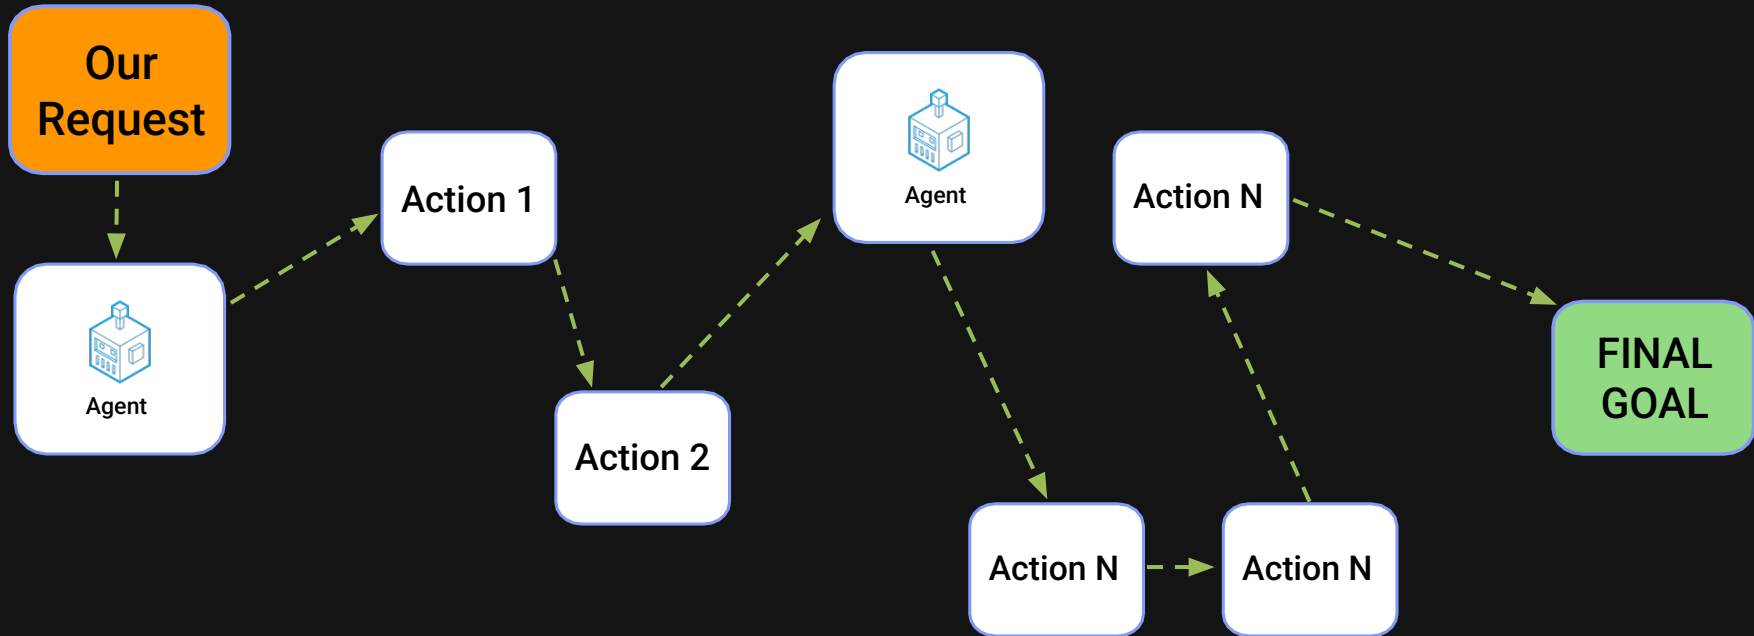 Our
Request
Agent
Action 1
Action 2
Agent
Action N
Action N
Action N
FINAL
GOAL